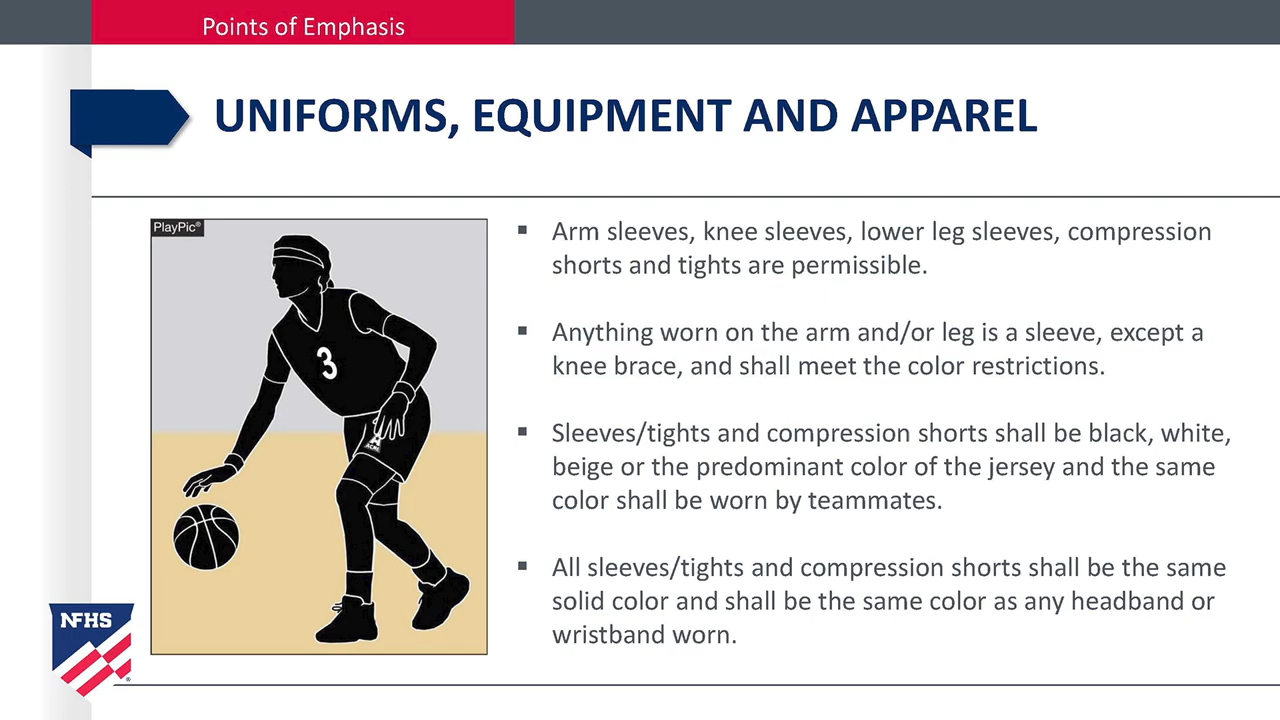 Points of Emphasis
UNIFORMS, EQUIPMENT AND APPAREL
PlayPic®
▪ Arm sleeves, knee sleeves, lower leg sleeves, compression
shorts and tights are permissible.
▪ Anything worn on the arm and/or leg is a sleeve, except a
knee brace, and shall meet the color restrictions.
▪ Sleeves/tights and compression shorts shall be black, white,
beige or the predominant color of the jersey and the same
color shall be worn by teammates.
▪ All sleeves/tights and compression shorts shall be the same
solid color and shall be the same color as any headband or
wristband worn.
3
ACME
NFHS
®